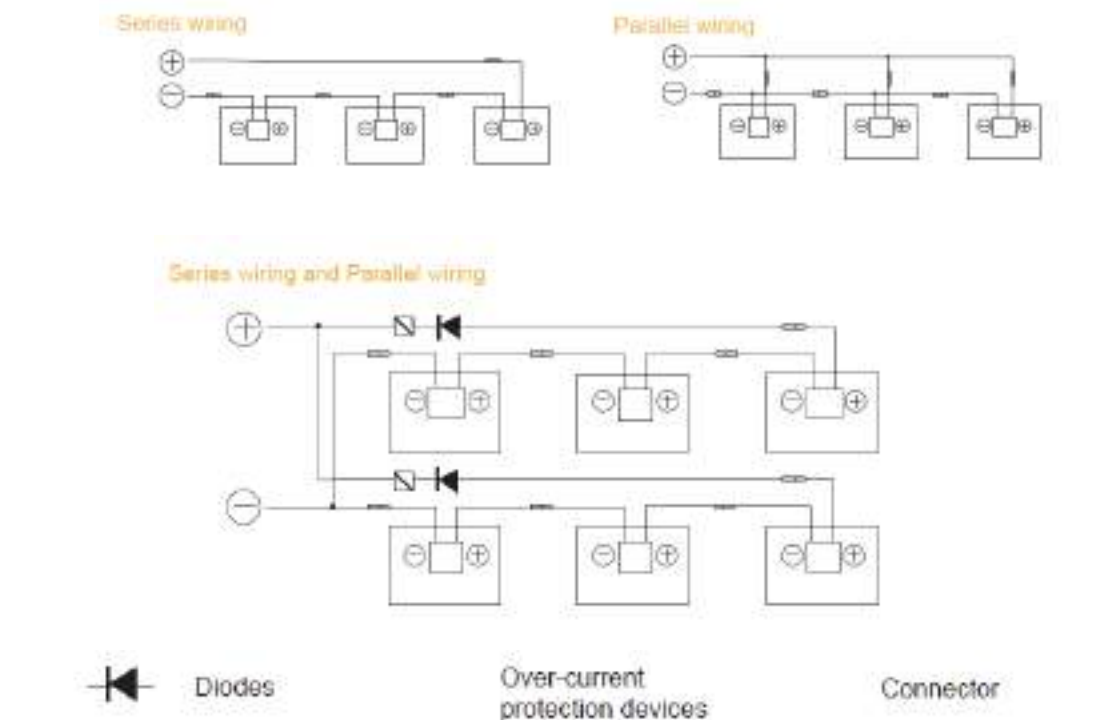 Series wiring
Parallel wiring
Series wiring and Parallel wiring
Diodes
Over-current
protection devices
Connector